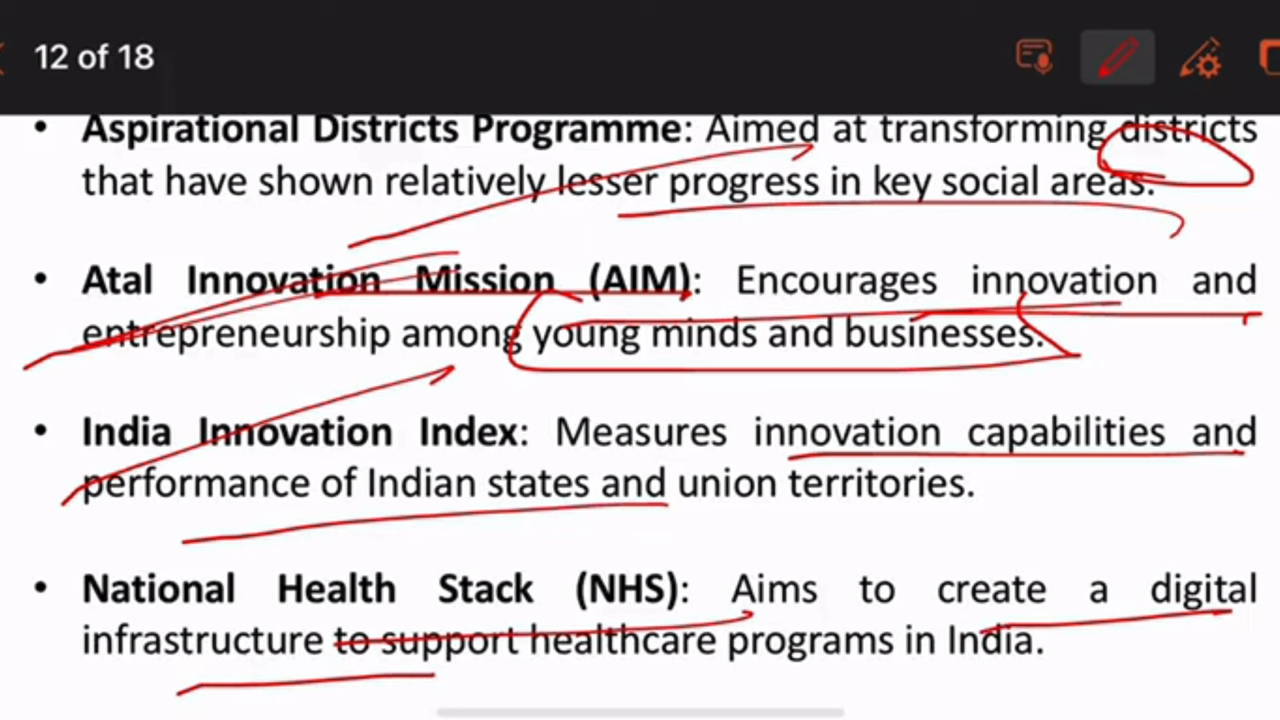 12 of 18
• Aspirational Districts Programme: Aimed at transforming districts
that have shown relatively lesser progress in key social areas.
• Atal Innovation Mission (AIM): Encourages innovation and
entrepreneurship among young minds and businesses.
• India Innovation Index: Measures innovation capabilities and
performance of Indian states and union territories.
• National Health Stack (NHS): Aims to create a digital
infrastructure to support healthcare programs in India.